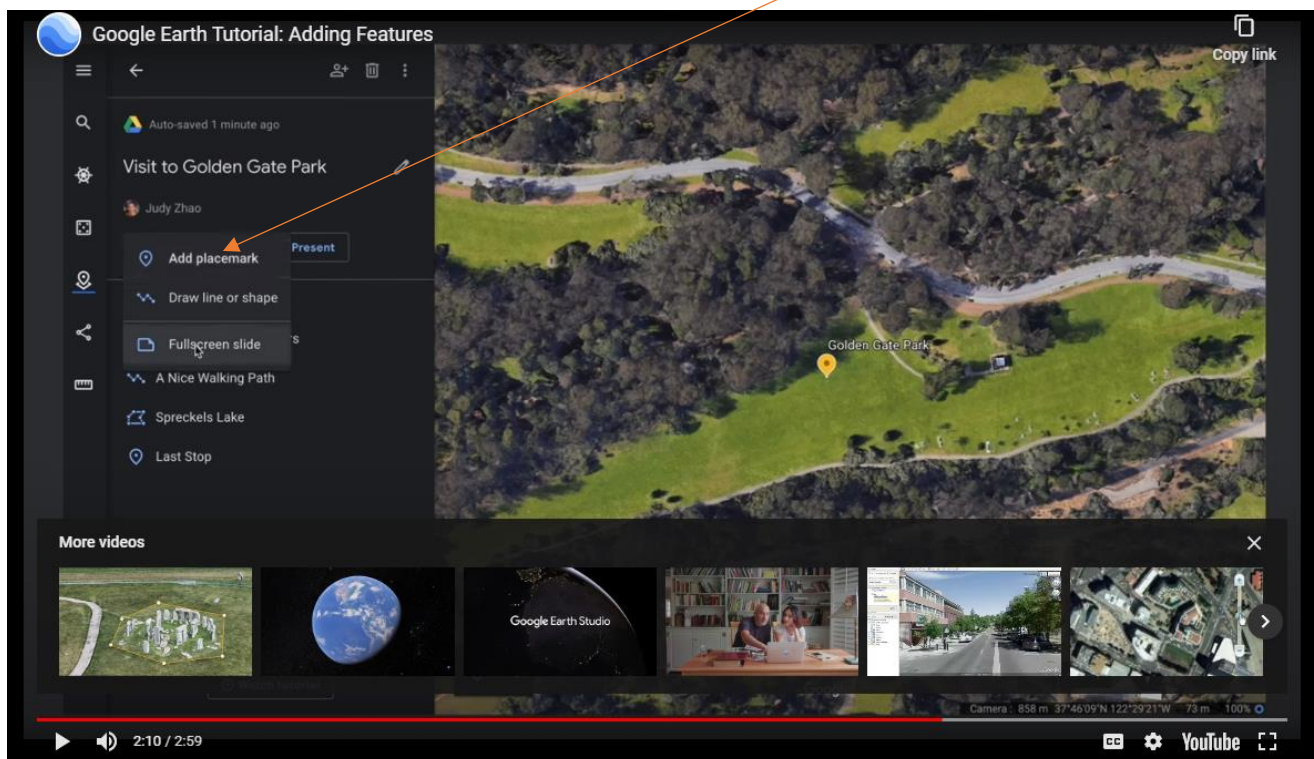 Google Earth Tutorial: Adding Features
Copy link
Auto-saved 1 minute ago
Visit to Golden Gate Park
Judy Zhao
Present
Add placemark
Draw line or shape
Fullscreen slide
s
A Nice Walking Path
Spreckels Lake
Last Stop
Golden Gate Park
More videos
Google Earth Studio
Camera: 858 m 37°46'09"N 122°29'21"W 73 m 100%
2:10 / 2:59
CC
YouTube